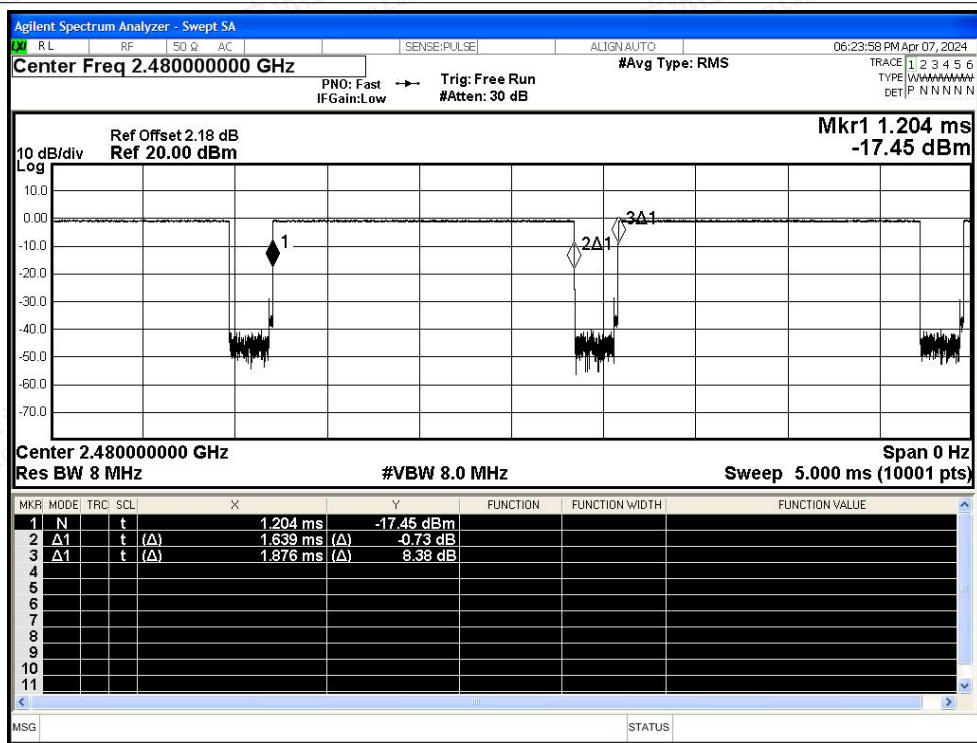 Agilent Spectrum Analyzer - Swept SA
LXI RL RF 50 Ω AC SENSE:PULSE ALIGN AUTO 06:23:58 PM Apr 07, 2024
Center Freq 2.480000000 GHz #Avg Type: RMS TRACE 1 2 3 4 5 6
PNO: Fast Trig: Free Run TYPE WWWWWW
IFGain:Low #Atten: 30 dB DET P N N N N N
Mkr1 1.204 ms
-17.45 dBm
Ref Offset 2.18 dB
10 dB/div Ref 20.00 dBm
Log
10.0
0.00
-10.0
-20.0
-30.0
-40.0
-50.0
-60.0
-70.0
1
2Δ1
3Δ1
Center 2.480000000 GHz Span 0 Hz
Res BW 8 MHz #VBW 8.0 MHz Sweep 5.000 ms (10001 pts)
MKR MODE TRC SCL X Y FUNCTION FUNCTION WIDTH FUNCTION VALUE
1 N t 1.204 ms -17.45 dBm
2 Δ1 t (Δ) 1.639 ms (Δ) -0.73 dB
3 Δ1 t (Δ) 1.876 ms (Δ) 8.38 dB
4
5
6
7
8
9
10
11
MSG STATUS